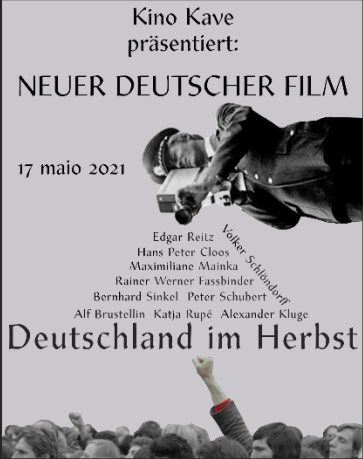 Kino Kave
präsentiert:
NEUER DEUTSCHER FILM
17 maio 2021
Edgar Reitz
Volker Schlöndorff
Hans Peter Cloos
Maximiliane Mainka
Rainer Werner Fassbinder
Bernhard Sinkel Peter Schubert
Alf Brustellin Katja Rupé Alexander Kluge
Deutschland im Herbst